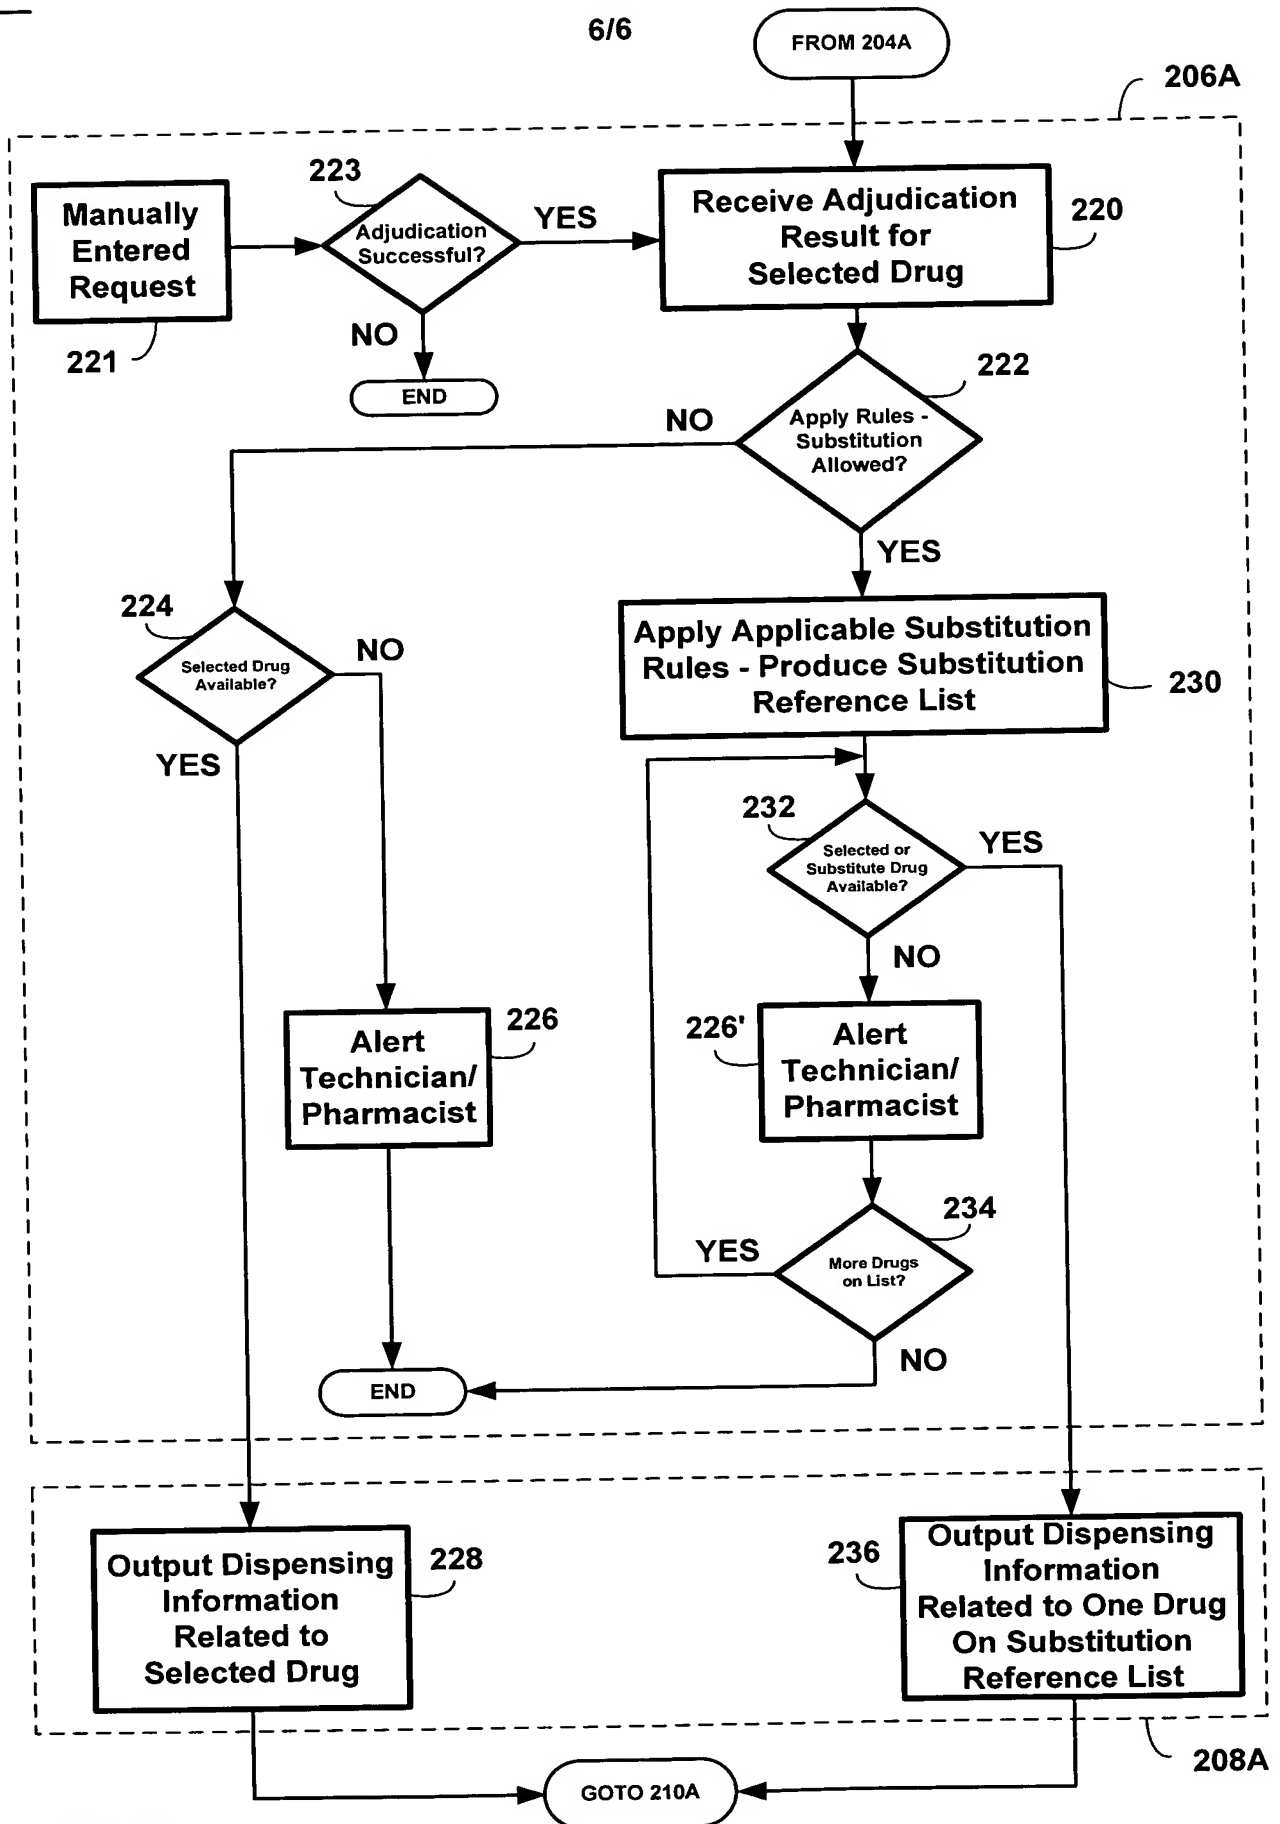 6/6
FROM 204A
206A
223
Manually
Entered
Request
221
Adjudication
Successful?
YES
NO
END
Receive Adjudication
Result for
Selected Drug
220
222
Apply Rules -
Substitution
Allowed?
NO
YES
224
Selected Drug
Available?
NO
YES
Apply Applicable Substitution
Rules - Produce Substitution
Reference List
230
232
Selected or
Substitute Drug
Available?
YES
NO
Alert
Technician/
Pharmacist
226
226'
Alert
Technician/
Pharmacist
234
More Drugs
on List?
YES
NO
END
Output Dispensing
Information
Related to
Selected Drug
228
236
Output Dispensing
Information
Related to One Drug
On Substitution
Reference List
208A
GOTO 210A